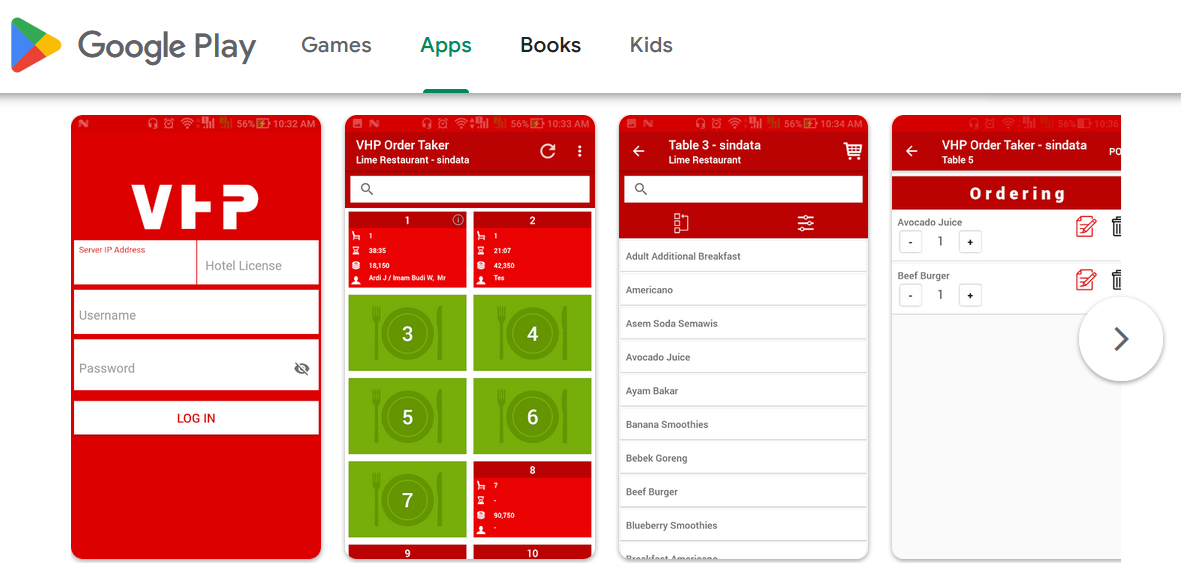 Google Play Games Apps Books Kids
56% 10:32 AM
VHP
Server IP Address
Hotel License
Username
Password
LOG IN
56% 10:33 AM
VHP Order Taker
Lime Restaurant - sindata
1
1
38:35
18,150
Ardi J / Imam Budi W, Mr
2
1
21:07
42,350
Tes
3
4
5
6
7
8
7
-
90,750
-
9
10
56% 10:34 AM
Table 3 - sindata
Lime Restaurant
Adult Additional Breakfast
Americano
Asem Soda Semawis
Avocado Juice
Ayam Bakar
Banana Smoothies
Bebek Goreng
Beef Burger
Blueberry Smoothies
Breakfast Americano
56% 10:36
VHP Order Taker - sindata
Table 5
PO
Ordering
Avocado Juice
- 1 +
Beef Burger
- 1 +